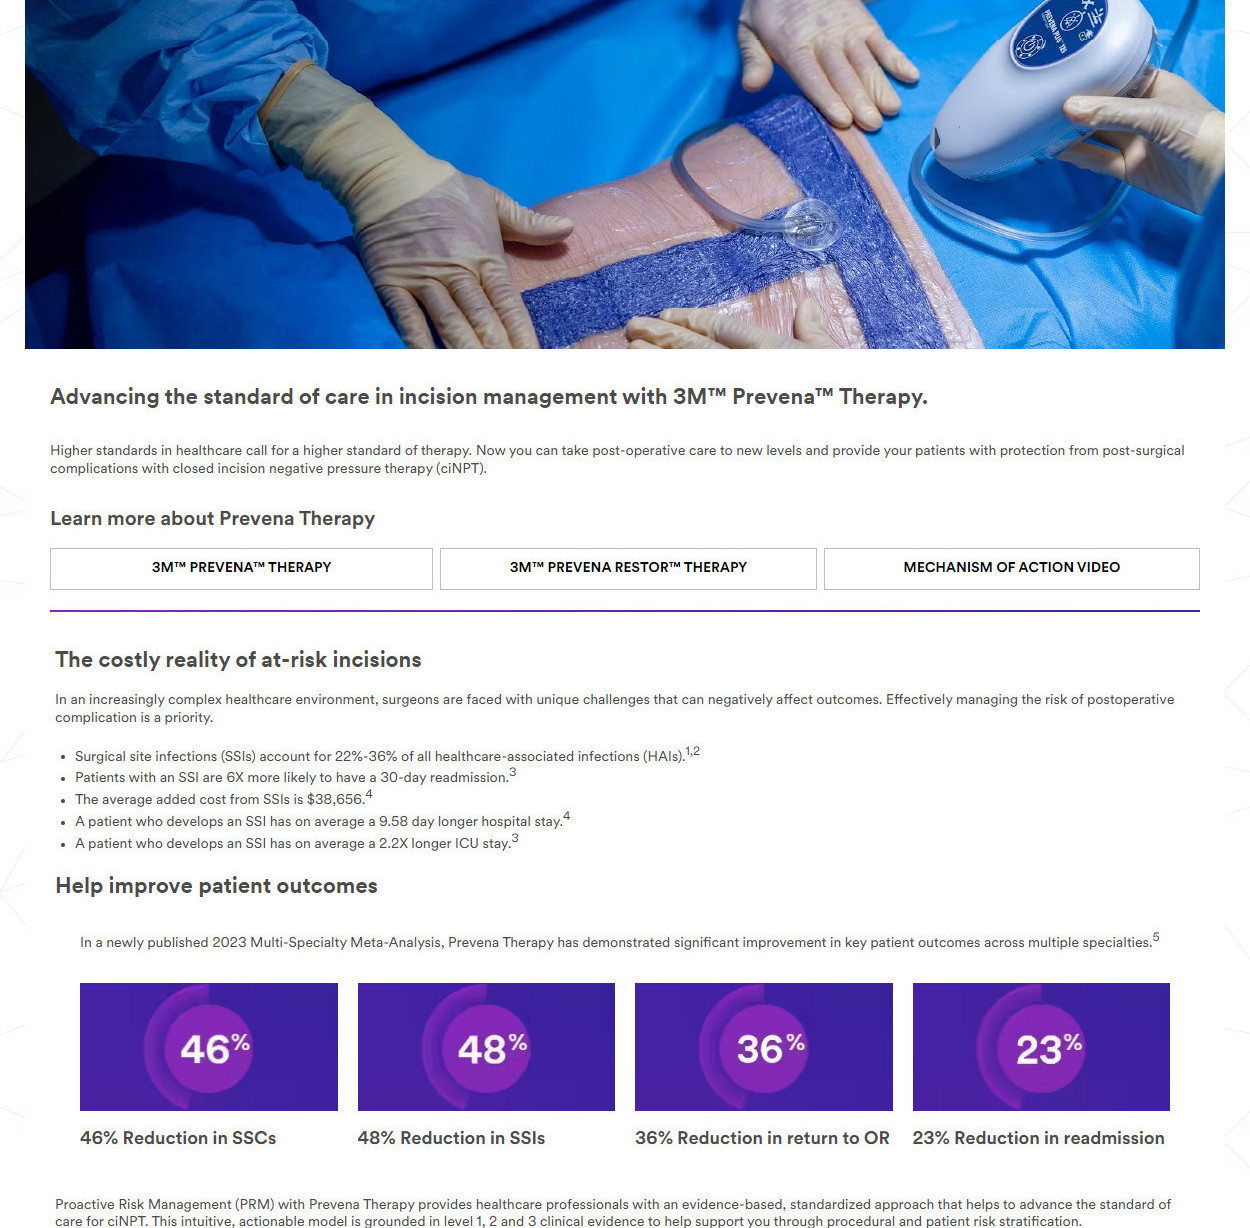 PREVENA PLUS™ 125
Advancing the standard of care in incision management with 3M™ Prevena™ Therapy.
Higher standards in healthcare call for a higher standard of therapy. Now you can take post-operative care to new levels and provide your patients with protection from post-surgical
complications with closed incision negative pressure therapy (ciNPT).
Learn more about Prevena Therapy
3M™ PREVENA™ THERAPY
3M™ PREVENA RESTOR™ THERAPY
MECHANISM OF ACTION VIDEO
The costly reality of at-risk incisions
In an increasingly complex healthcare environment, surgeons are faced with unique challenges that can negatively affect outcomes. Effectively managing the risk of postoperative
complication is a priority.
• Surgical site infections (SSIs) account for 22%-36% of all healthcare-associated infections (HAIs).1,2
• Patients with an SSI are 6X more likely to have a 30-day readmission.3
• The average added cost from SSIs is $38,656.4
• A patient who develops an SSI has on average a 9.58 day longer hospital stay.4
• A patient who develops an SSI has on average a 2.2X longer ICU stay.3
Help improve patient outcomes
In a newly published 2023 Multi-Specialty Meta-Analysis, Prevena Therapy has demonstrated significant improvement in key patient outcomes across multiple specialties.5
46%
48%
36%
23%
46% Reduction in SSCs
48% Reduction in SSIs
36% Reduction in return to OR
23% Reduction in readmission
Proactive Risk Management (PRM) with Prevena Therapy provides healthcare professionals with an evidence-based, standardized approach that helps to advance the standard of
care for ciNPT. This intuitive, actionable model is grounded in level 1, 2 and 3 clinical evidence to help support you through procedural and patient risk stratification.